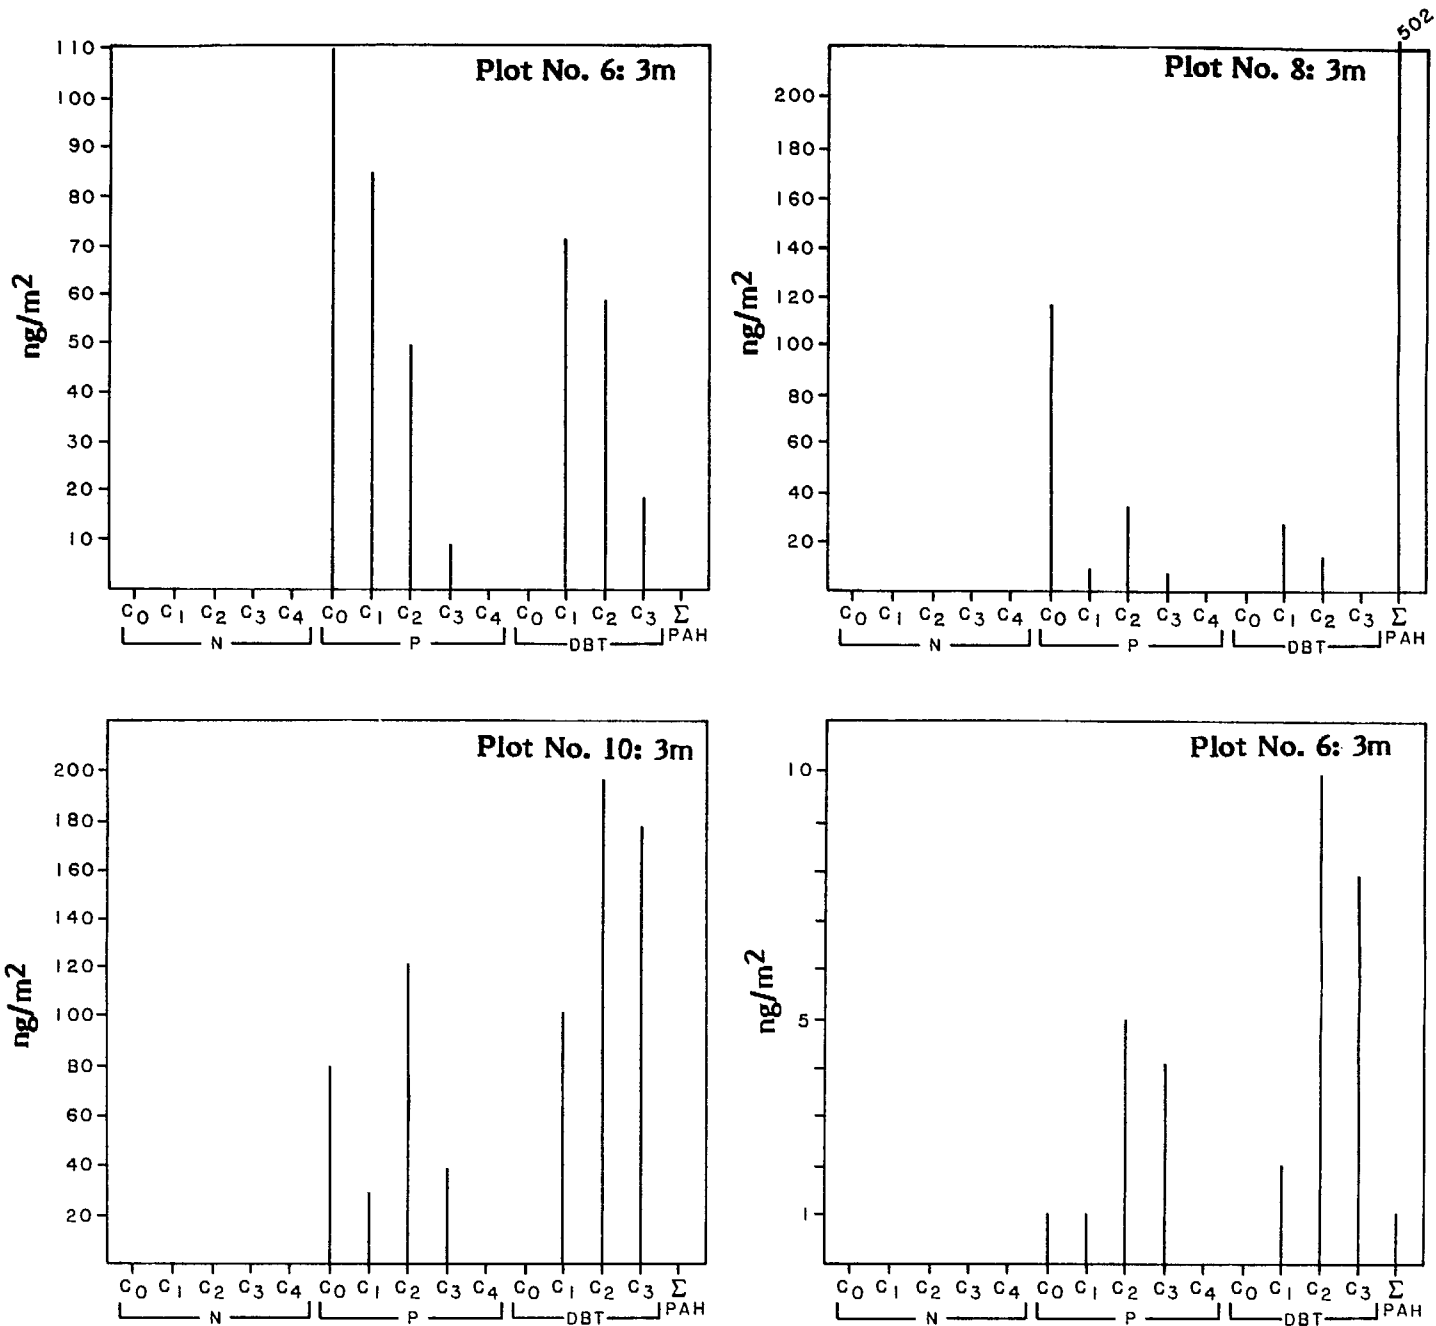 Plot No. 6: 3m
110
100
90
80
70
60
50
40
30
20
10
ng/m2
C0 C1 C2 C3 C4 C0 C1 C2 C3 C4 C0 C1 C2 C3 Σ
N P DBT PAH
502
Plot No. 8: 3m
200
180
160
140
120
100
80
60
40
20
ng/m2
C0 C1 C2 C3 C4 C0 C1 C2 C3 C4 C0 C1 C2 C3 Σ
N P DBT PAH
Plot No. 10: 3m
200
180
160
140
120
100
80
60
40
20
ng/m2
C0 C1 C2 C3 C4 C0 C1 C2 C3 C4 C0 C1 C2 C3 Σ
N P DBT PAH
Plot No. 6: 3m
10
5
1
ng/m2
C0 C1 C2 C3 C4 C0 C1 C2 C3 C4 C0 C1 C2 C3 Σ
N P DBT PAH